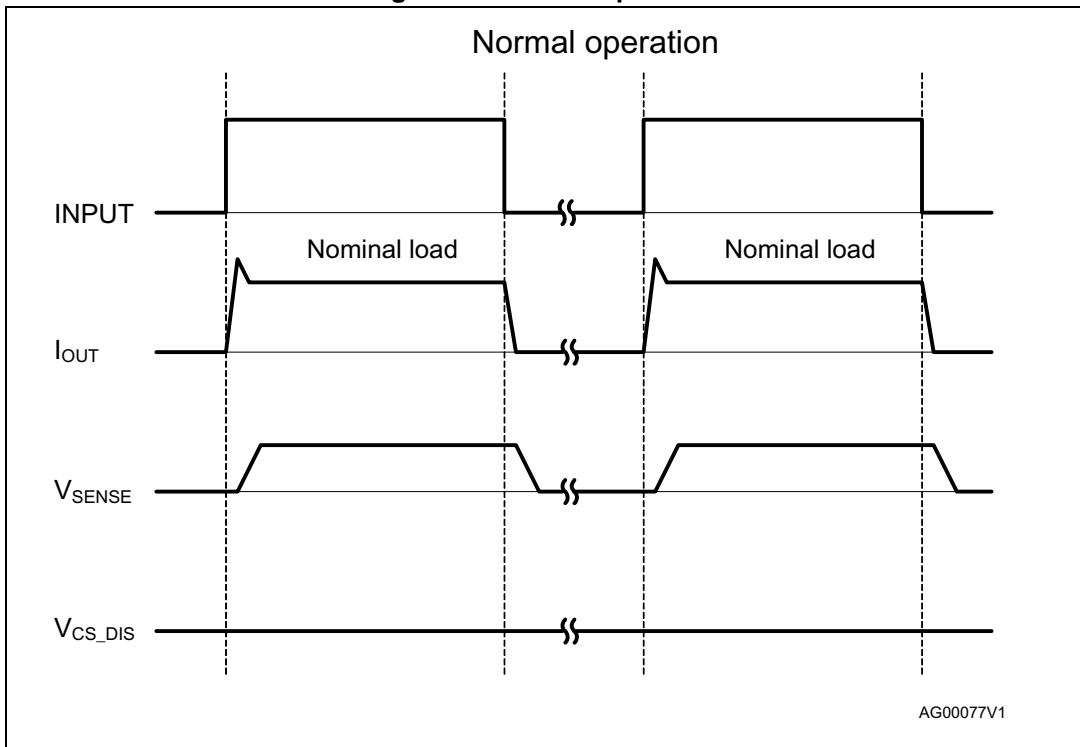 Normal operation
INPUT
Nominal load
Nominal load
IOUT
VSENSE
VCS_DIS
AG00077V1